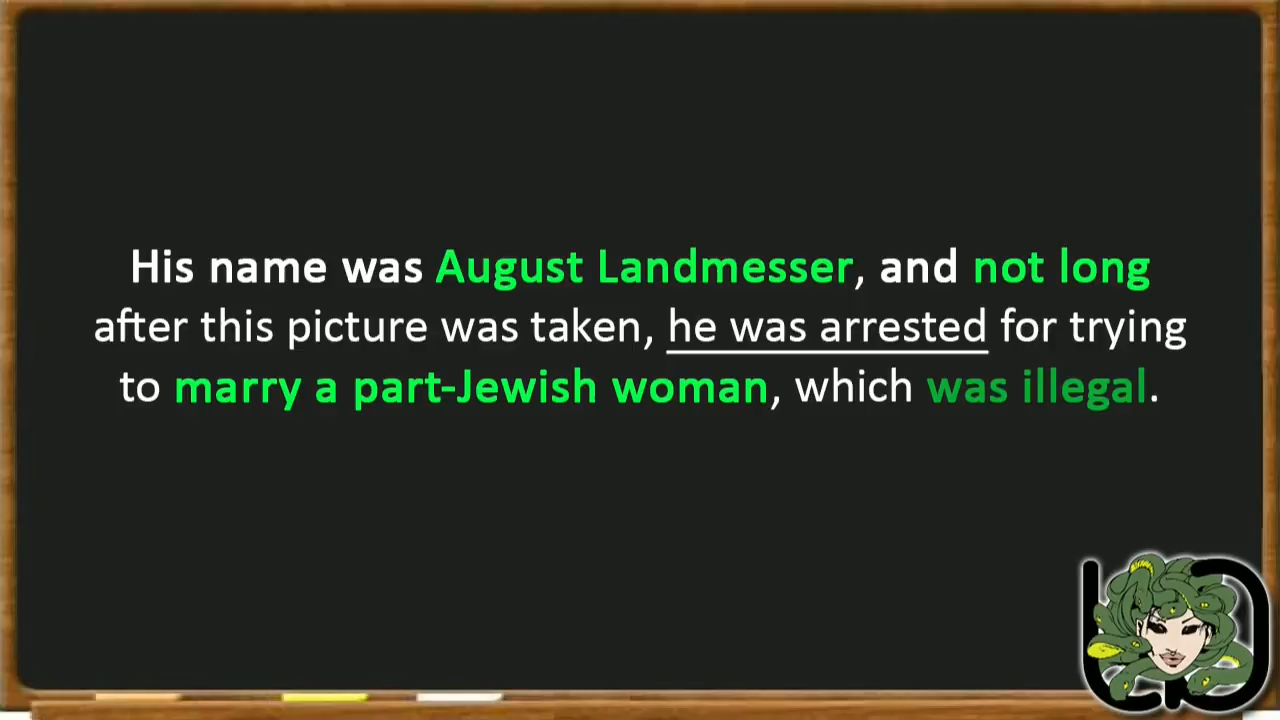 His name was August Landmesser, and not long
after this picture was taken, he was arrested for trying
to marry a part-Jewish woman, which was illegal.